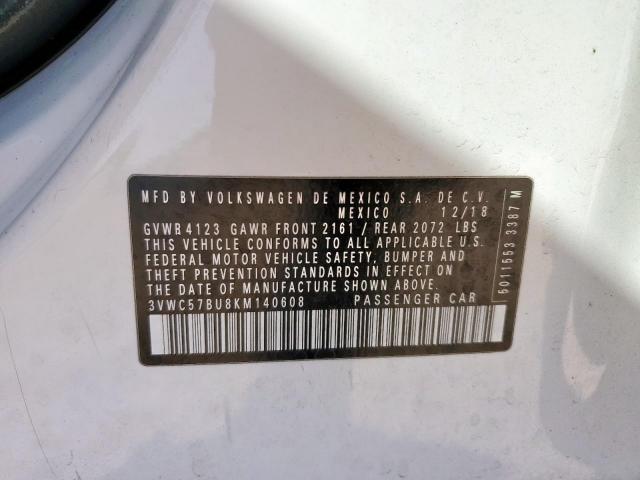 MFD BY VOLKSWAGEN DE MEXICO S.A. DE C.V.
MEXICO 12/18
GVWR 4123 GAWR FRONT 2161 / REAR 2072 LBS
THIS VEHICLE CONFORMS TO ALL APPLICABLE U.S.
FEDERAL MOTOR VEHICLE SAFETY, BUMPER AND
THEFT PREVENTION STANDARDS IN EFFECT ON
THE DATE OF MANUFACTURE SHOWN ABOVE.
3VWC57BU8KM140608 PASSENGER CAR
5011553 3387 M